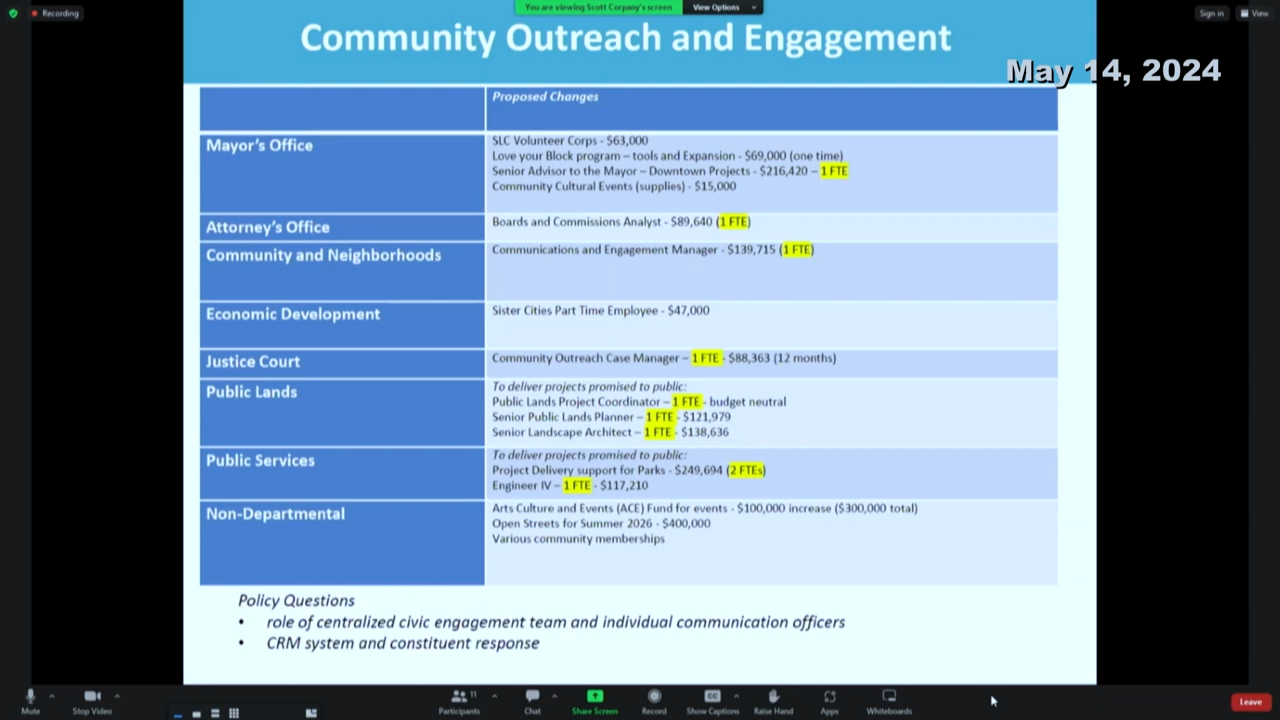 Recording
You are viewing Scott Corpany's screen
View Options
Sign in
View
Community Outreach and Engagement
May 14, 2024
Proposed Changes
Mayor's Office
SLC Volunteer Corps - $63,000
Love your Block program – tools and Expansion - $69,000 (one time)
Senior Advisor to the Mayor – Downtown Projects - $216,420 – 1 FTE
Community Cultural Events (supplies) - $15,000
Attorney's Office
Boards and Commissions Analyst - $89,640 (1 FTE)
Community and Neighborhoods
Communications and Engagement Manager - $139,715 (1 FTE)
Economic Development
Sister Cities Part Time Employee - $47,000
Justice Court
Community Outreach Case Manager – 1 FTE - $88,363 (12 months)
Public Lands
To deliver projects promised to public:
Public Lands Project Coordinator – 1 FTE - budget neutral
Senior Public Lands Planner – 1 FTE - $121,979
Senior Landscape Architect – 1 FTE - $138,636
Public Services
To deliver projects promised to public:
Project Delivery support for Parks - $249,694 (2 FTEs)
Engineer IV – 1 FTE - $117,210
Non-Departmental
Arts Culture and Events (ACE) Fund for events - $100,000 increase ($300,000 total)
Open Streets for Summer 2026 - $400,000
Various community memberships
Policy Questions
• role of centralized civic engagement team and individual communication officers
• CRM system and constituent response
Mute
Stop Video
Participants
11
Chat
Share Screen
Record
CC
Show Captions
Raise Hand
Apps
Whiteboards
Leave